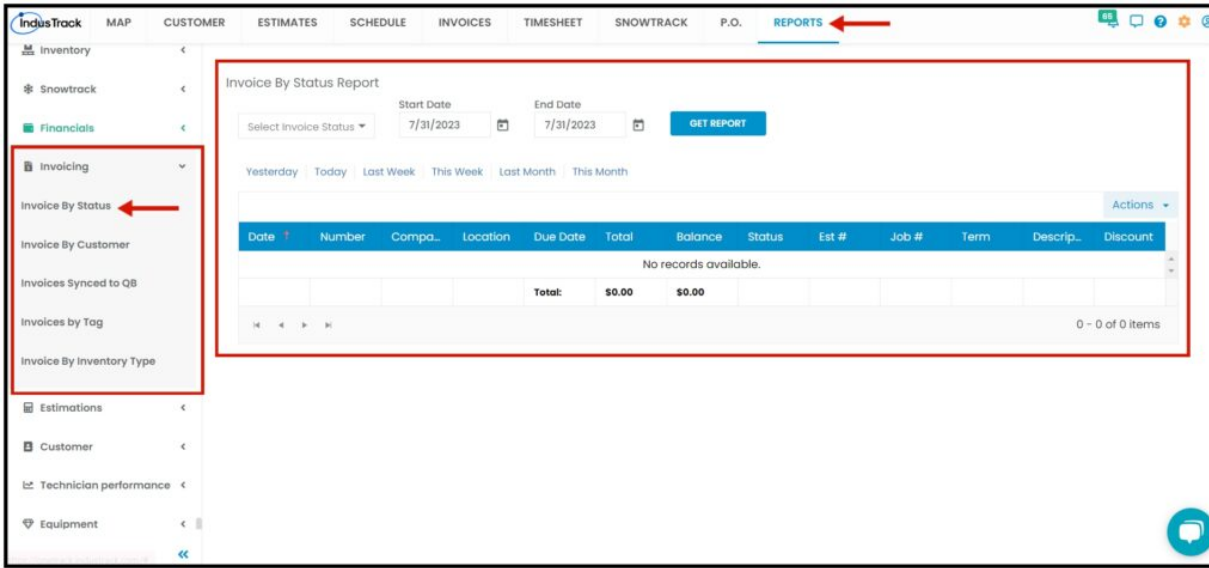 IndusTrack MAP CUSTOMER ESTIMATES SCHEDULE INVOICES TIMESHEET SNOWTRACK P.O. REPORTS 65
Inventory
Snowtrack
Financials
Invoicing
Invoice By Status
Invoice By Customer
Invoices Synced to QB
Invoices by Tag
Invoice By Inventory Type
Estimations
Customer
Technician performance
Equipment
Invoice By Status Report
Start Date End Date
Select Invoice Status 7/31/2023 7/31/2023 GET REPORT
Yesterday Today Last Week This Week Last Month This Month
Actions
Date Number Compa... Location Due Date Total Balance Status Est # Job # Term Descrip... Discount
No records available.
Total: $0.00 $0.00
0 - 0 of 0 items